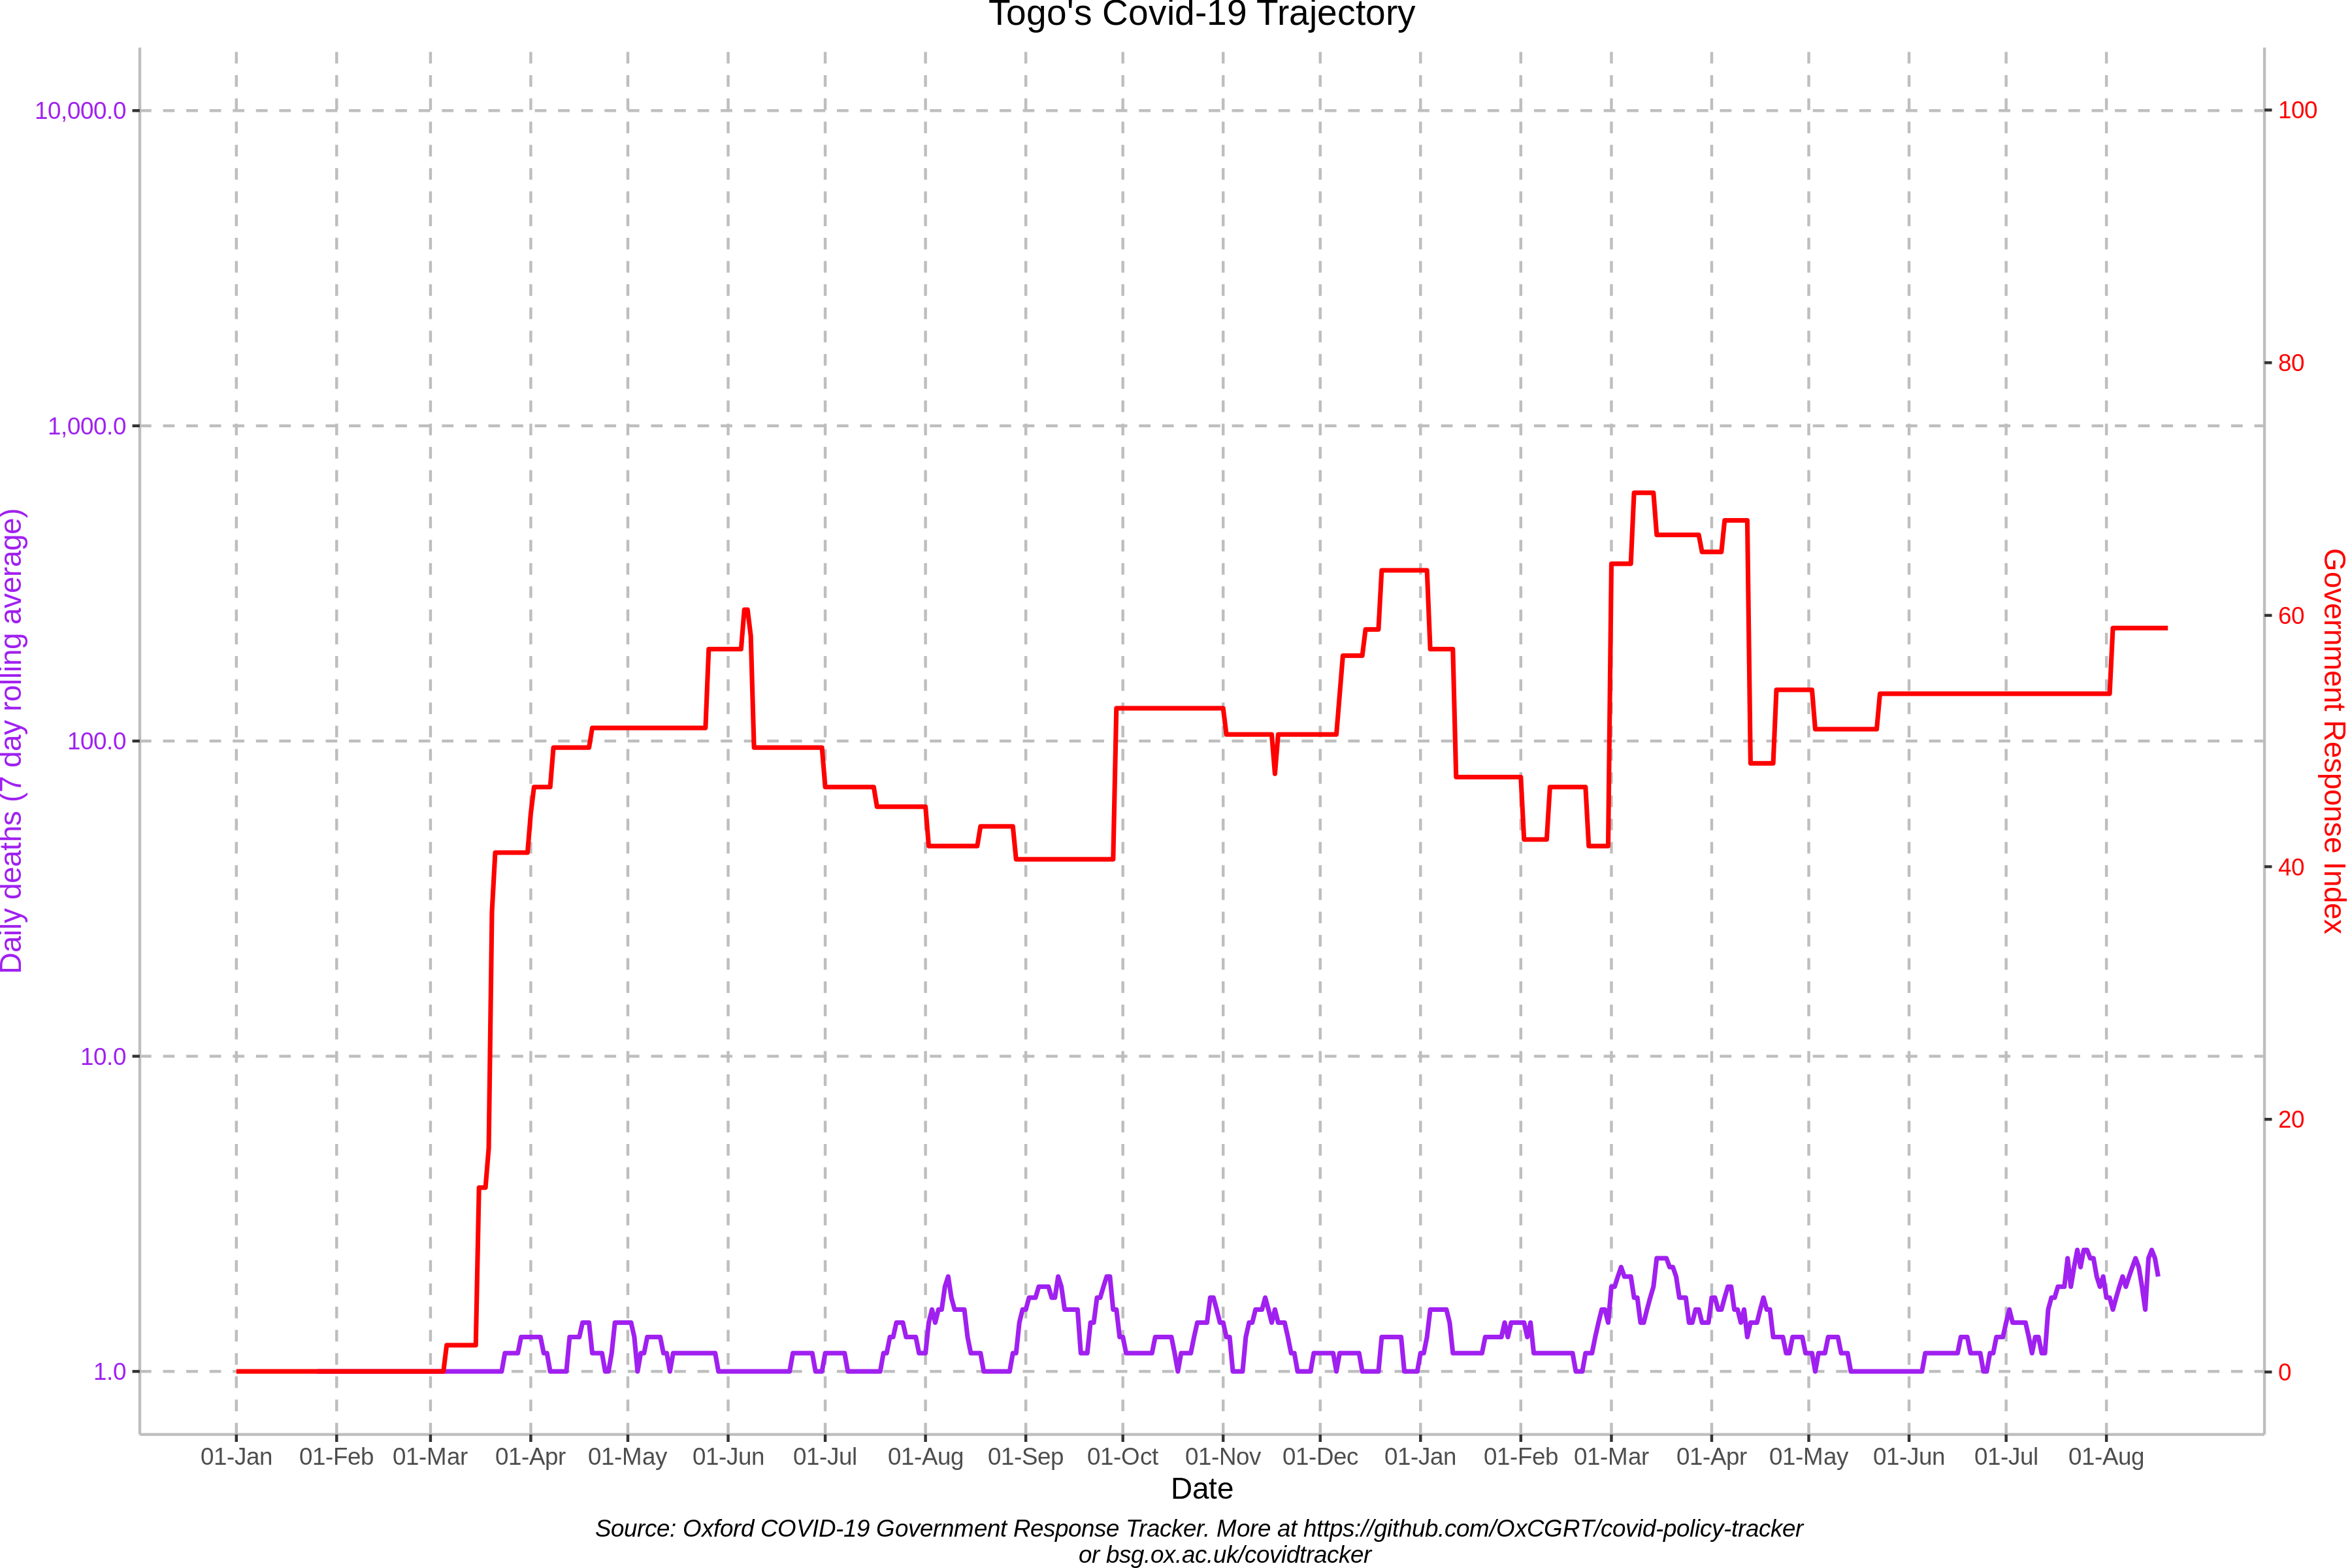 Togo's Covid-19 Trajectory
10,000.0
1,000.0
100.0
10.0
1.0
Daily deaths (7 day rolling average)
100
80
60
40
20
0
Government Response Index
01-Jan 01-Feb 01-Mar 01-Apr 01-May 01-Jun 01-Jul 01-Aug 01-Sep 01-Oct 01-Nov 01-Dec 01-Jan 01-Feb 01-Mar 01-Apr 01-May 01-Jun 01-Jul 01-Aug
Date
Source: Oxford COVID-19 Government Response Tracker. More at https://github.com/OxCGRT/covid-policy-tracker
or bsg.ox.ac.uk/covidtracker